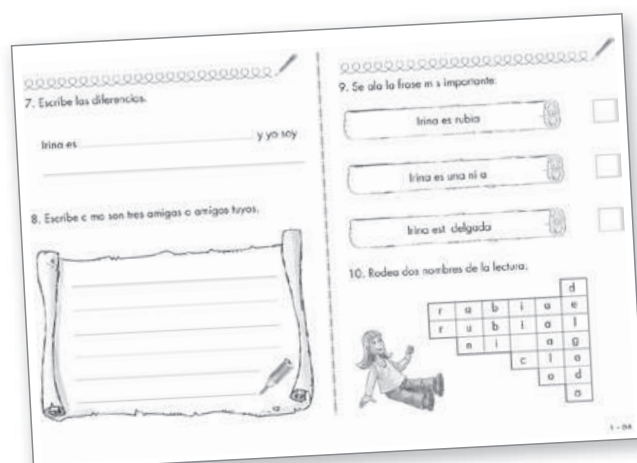 7. Escribe las diferencias.
Irina es y yo soy
8. Escribe c mo son tres amigas o amigos tuyos.
9. Se ala la frase m s importante.
Irina es rubia
Irina es una ni a
Irina est delgada
10. Rodea dos nombres de la lectura.
d
r a b i u e
r u b i a l
n i a g
c l a
o d
a